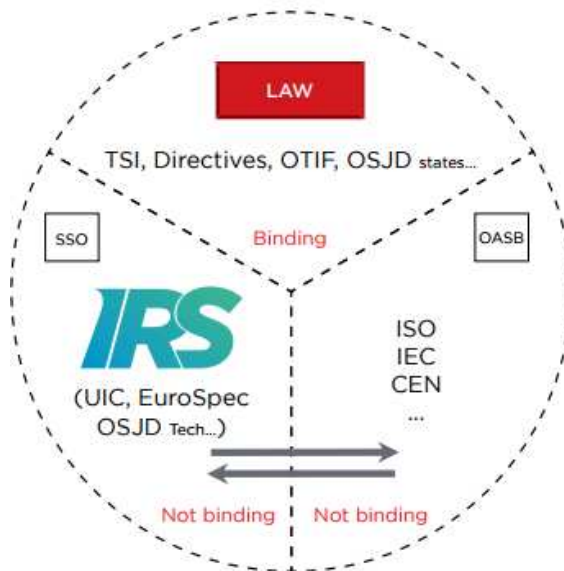 LAW
TSI, Directives, OTIF, OSJD states...
Binding
SSO
IRS
(UIC, EuroSpec
OSJD Tech...)
Not binding
OASB
ISO
IEC
CEN
...
Not binding